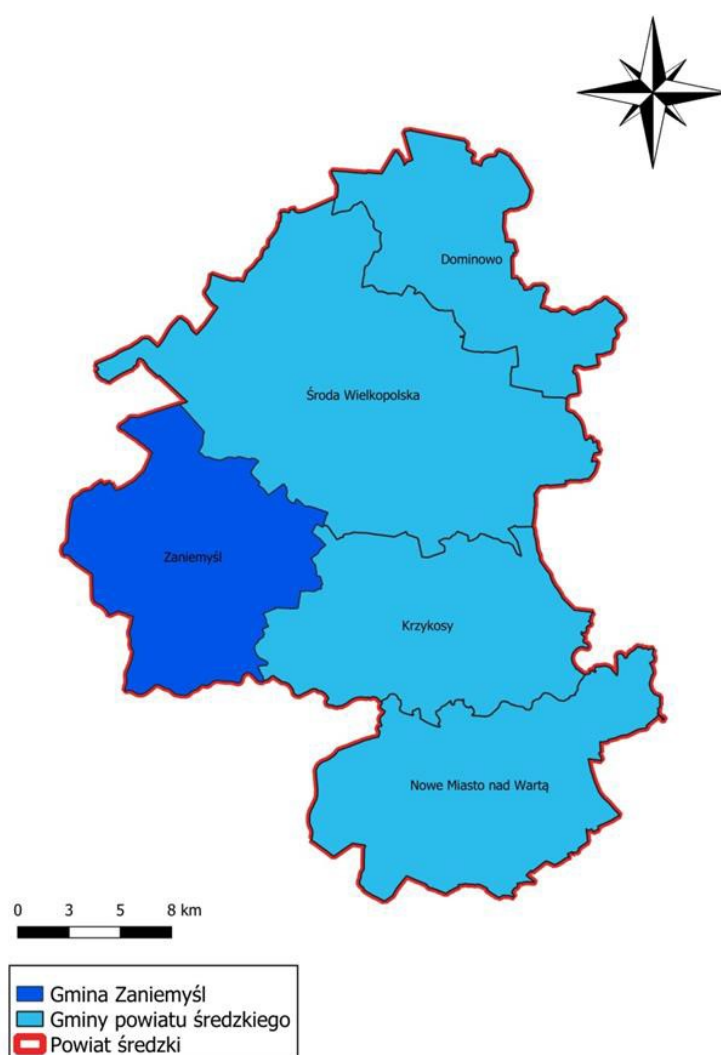 Dominowo
Środa Wielkopolska
Zaniemyśl
Krzykosy
Nowe Miasto nad Wartą
0 3 5 8 km
Gmina Zaniemyśl
Gminy powiatu średzkiego
Powiat średzki